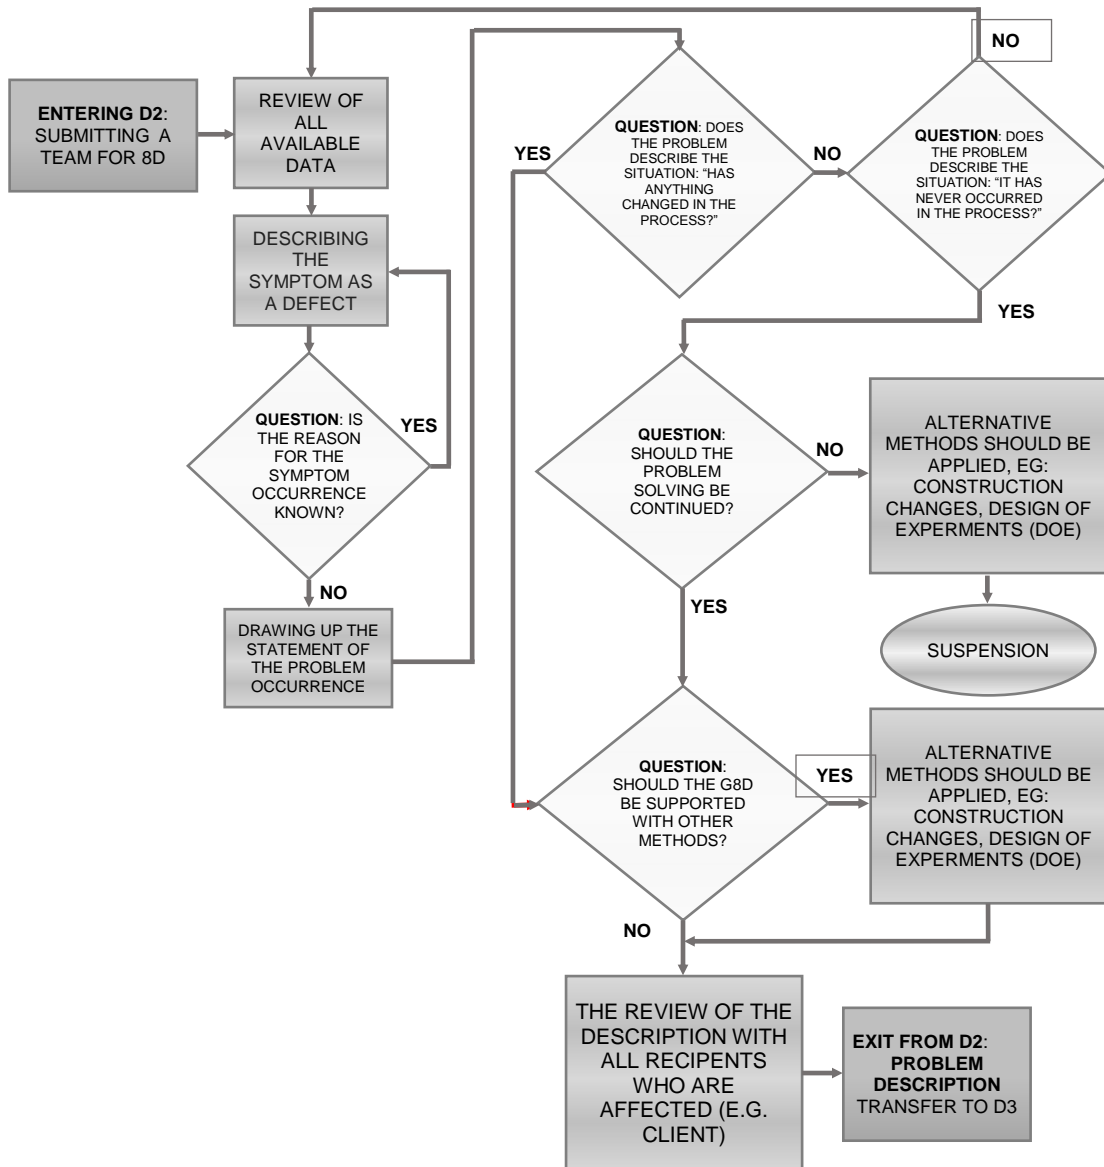 ENTERING D2:
SUBMITTING A
TEAM FOR 8D
REVIEW OF
ALL
AVAILABLE
DATA
DESCRIBING
THE
SYMPTOM AS
A DEFECT
QUESTION: IS
THE REASON
FOR THE
SYMPTOM
OCCURRENCE
KNOWN?
YES
NO
DRAWING UP THE
STATEMENT OF
THE PROBLEM
OCCURRENCE
YES
QUESTION: DOES
THE PROBLEM
DESCRIBE THE
SITUATION: “HAS
ANYTHING
CHANGED IN THE
PROCESS?”
NO
NO
QUESTION: DOES
THE PROBLEM
DESCRIBE THE
SITUATION: “IT HAS
NEVER OCCURRED
IN THE PROCESS?”
YES
QUESTION:
SHOULD THE
PROBLEM
SOLVING BE
CONTINUED?
NO
ALTERNATIVE
METHODS SHOULD BE
APPLIED, EG:
CONSTRUCTION
CHANGES, DESIGN OF
EXPERMENTS (DOE)
YES
SUSPENSION
QUESTION:
SHOULD THE G8D
BE SUPPORTED
WITH OTHER
METHODS?
YES
ALTERNATIVE
METHODS SHOULD BE
APPLIED, EG:
CONSTRUCTION
CHANGES, DESIGN OF
EXPERMENTS (DOE)
NO
THE REVIEW OF THE
DESCRIPTION WITH
ALL RECIPENTS
WHO ARE
AFFECTED (E.G.
CLIENT)
EXIT FROM D2:
PROBLEM
DESCRIPTION
TRANSFER TO D3